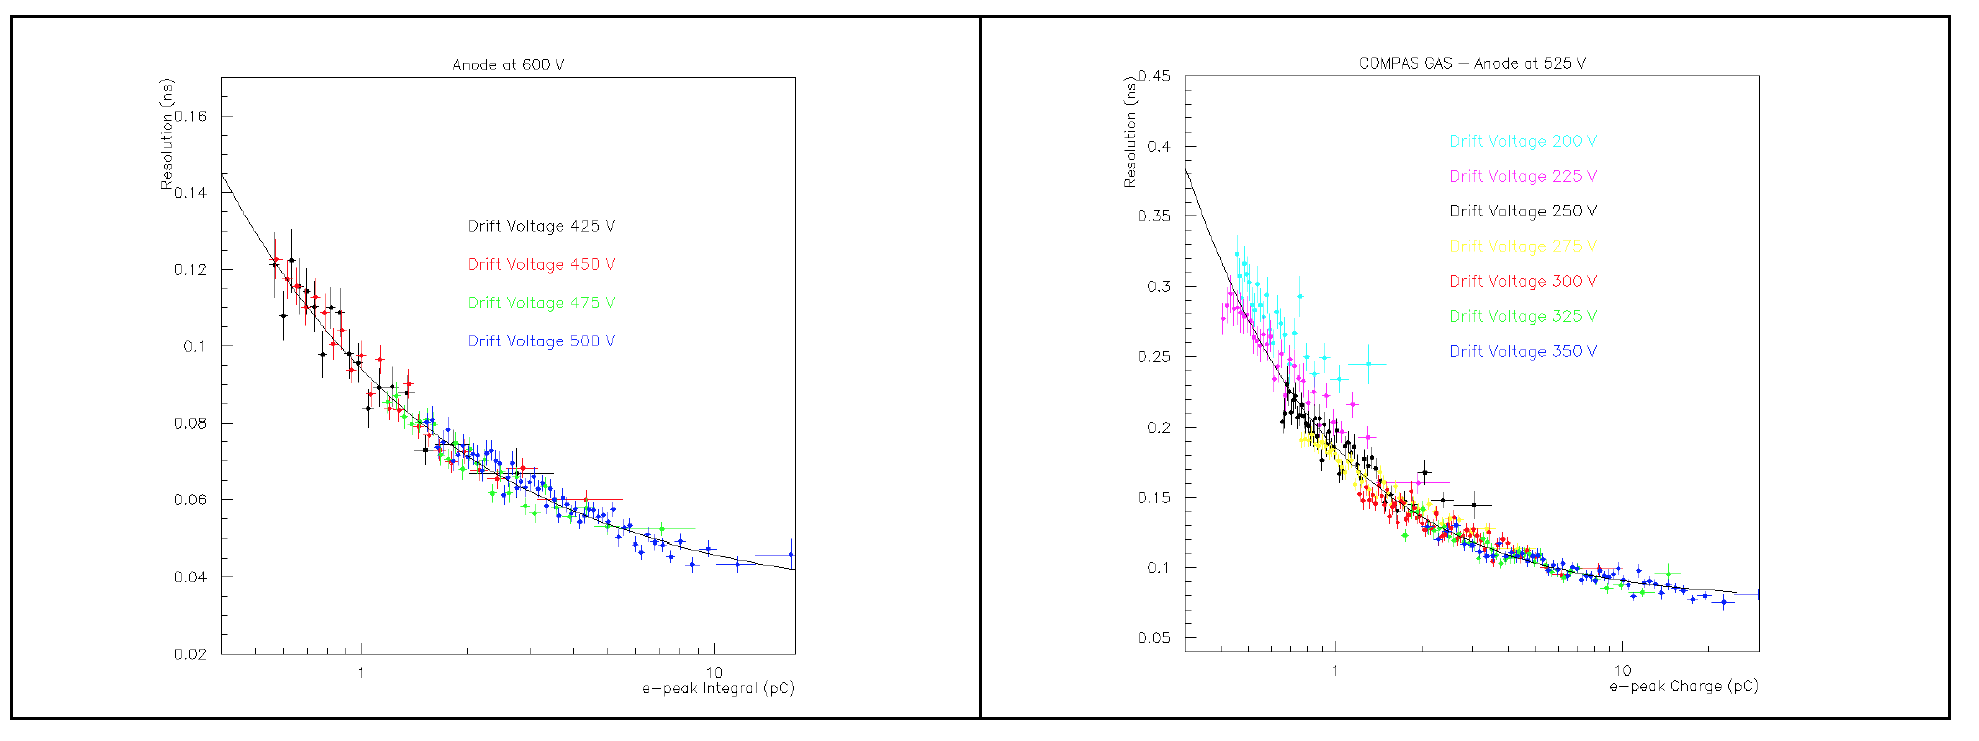 Anode at 600 V
Resolution (ns)
0.16
0.14
0.12
0.1
0.08
0.06
0.04
0.02
Drift Voltage 425 V
Drift Voltage 450 V
Drift Voltage 475 V
Drift Voltage 500 V
1
10
e-peak Integral (pC)
COMPAS GAS - Anode at 525 V
Resolution (ns)
0.45
0.4
0.35
0.3
0.25
0.2
0.15
0.1
0.05
Drift Voltage 200 V
Drift Voltage 225 V
Drift Voltage 250 V
Drift Voltage 275 V
Drift Voltage 300 V
Drift Voltage 325 V
Drift Voltage 350 V
1
10
e-peak Charge (pC)